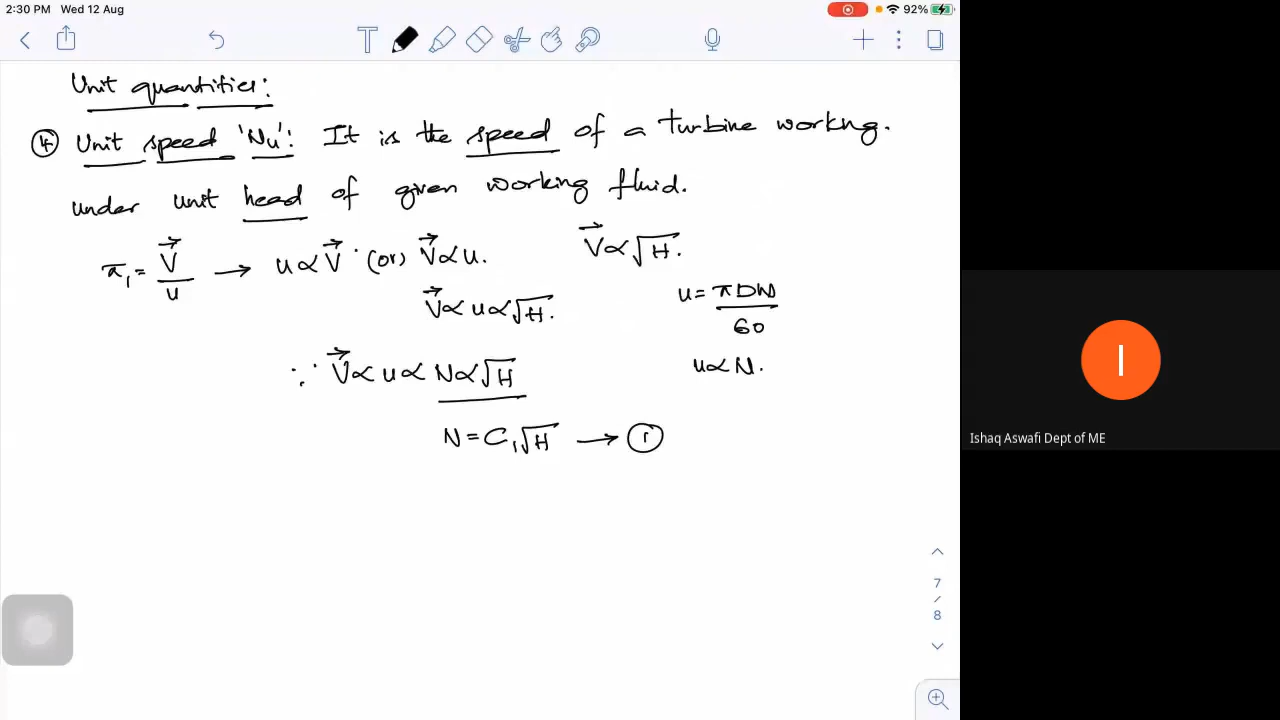 2:30 PM Wed 12 Aug 92%
Unit quantities:
④ Unit speed 'Nu': It is the speed of a turbine workng.
under unit head of given working fluid.
π₁ = V⃗/u → u ∝ V⃗ (or) V⃗ ∝ u. V⃗ ∝ √H.
V⃗ ∝ u ∝ √H. u = πDN/60
∵ V⃗ ∝ u ∝ N ∝ √H u ∝ N.
N = C₁√H → ①
I
Ishaq Aswafi Dept of ME
7
/
8